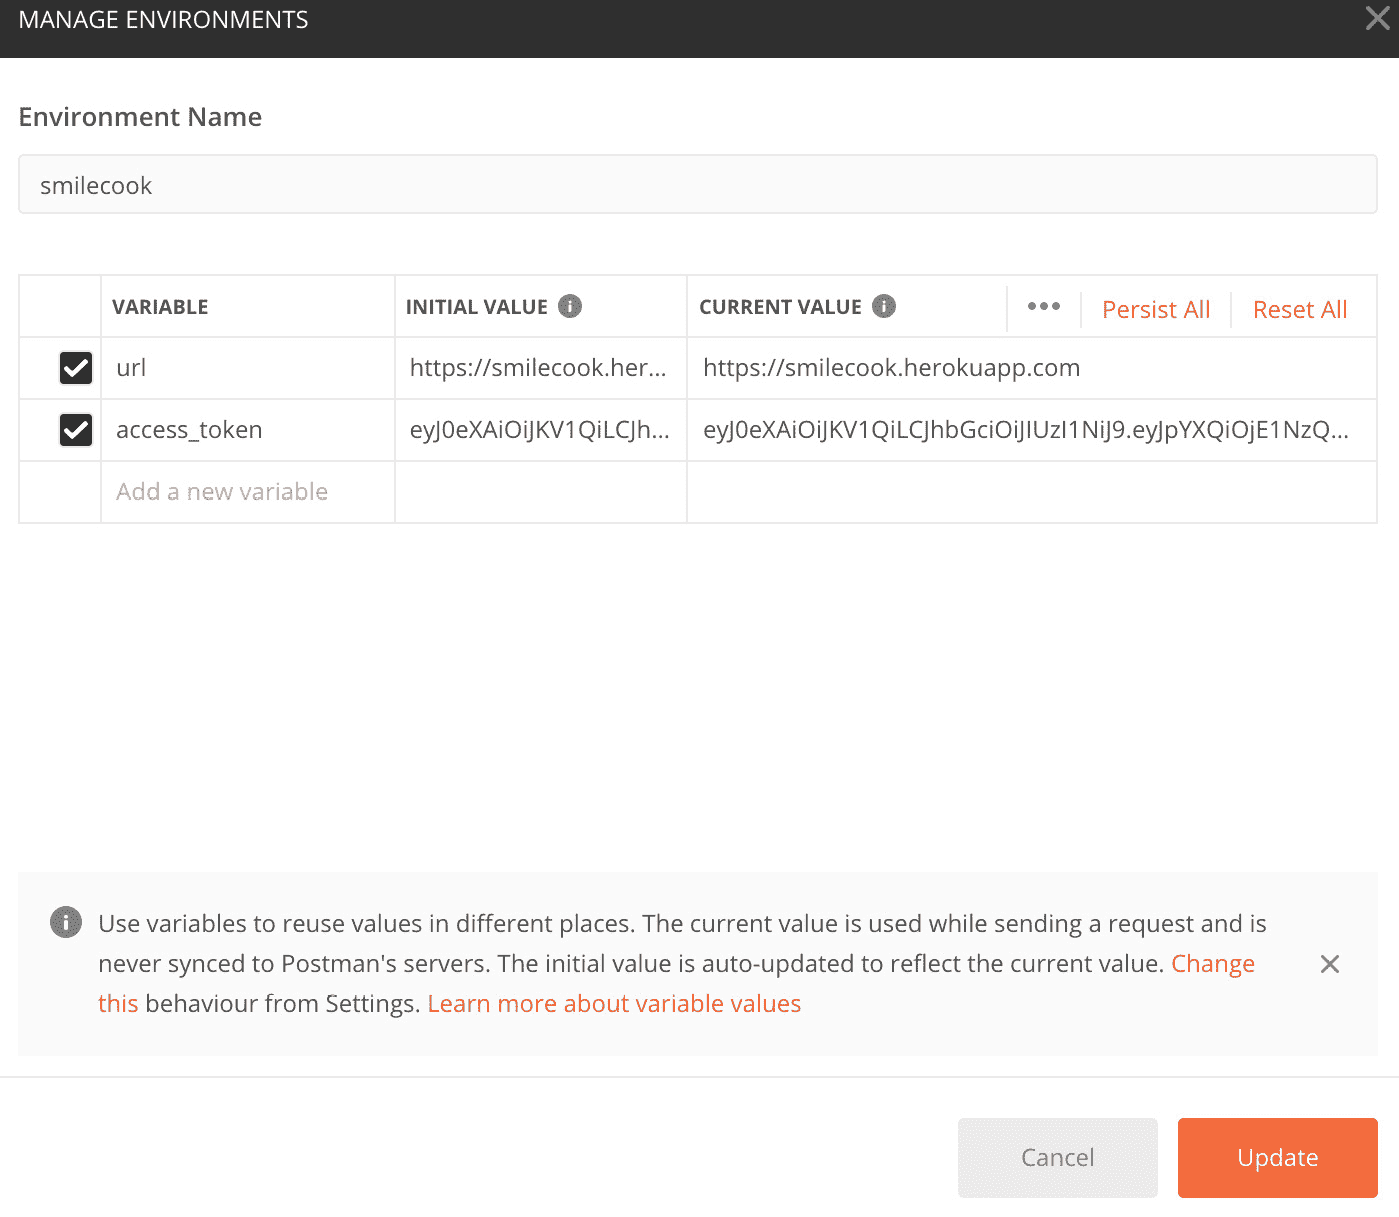 MANAGE ENVIRONMENTS
Environment Name
smilecook
VARIABLE INITIAL VALUE CURRENT VALUE Persist All Reset All
url https://smilecook.her... https://smilecook.herokuapp.com
access_token eyJ0eXAiOiJKV1QiLCJh... eyJ0eXAiOiJKV1QiLCJhbGciOiJIUzI1NiJ9.eyJpYXQiOjE1NzQ...
Add a new variable
Use variables to reuse values in different places. The current value is used while sending a request and is
never synced to Postman's servers. The initial value is auto-updated to reflect the current value. Change
this behaviour from Settings. Learn more about variable values
Cancel Update